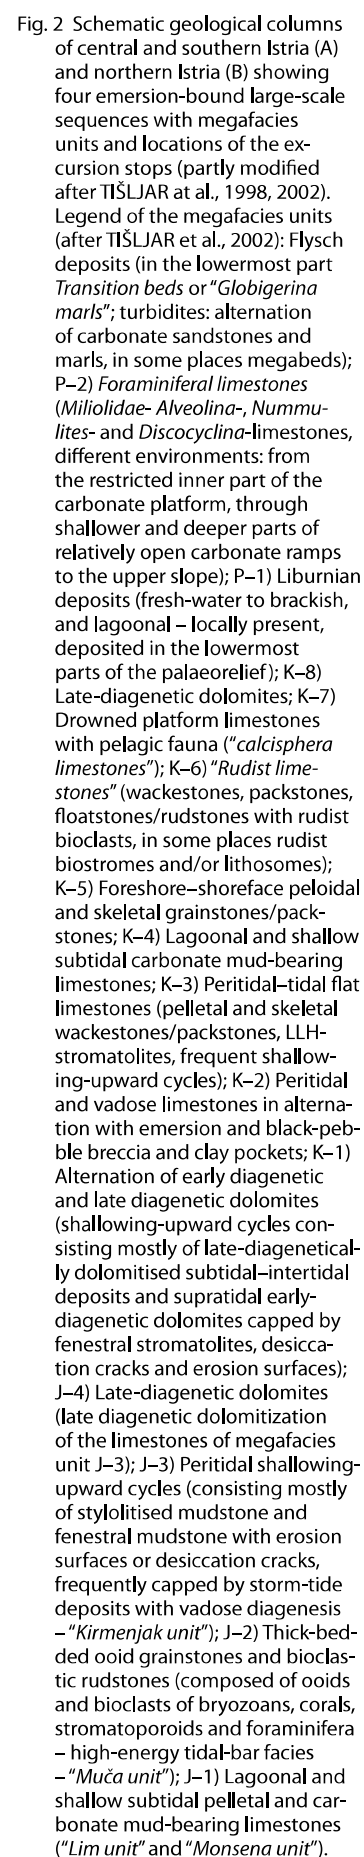 Fig. 2 Schematic geological columns
of central and southern Istria (A)
and northern Istria (B) showing
four emersion-bound large-scale
sequences with megafacies
units and locations of the ex-
cursion stops (partly modified
after TIŠLJAR at al., 1998, 2002).
Legend of the megafacies units
(after TIŠLJAR et al., 2002): Flysch
deposits (in the lowermost part
Transition beds or "Globigerina
marls"; turbidites: alternation
of carbonate sandstones and
marls, in some places megabeds);
P–2) Foraminiferal limestones
(Miliolidae- Alveolina-, Nummu-
lites- and Discocyclina-limestones,
different environments: from
the restricted inner part of the
carbonate platform, through
shallower and deeper parts of
relatively open carbonate ramps
to the upper slope); P–1) Liburnian
deposits (fresh-water to brackish,
and lagoonal – locally present,
deposited in the lowermost
parts of the palaeorelief); K–8)
Late-diagenetic dolomites; K–7)
Drowned platform limestones
with pelagic fauna ("calcisphera
limestones"); K–6) "Rudist lime-
stones" (wackestones, packstones,
floatstones/rudstones with rudist
bioclasts, in some places rudist
biostromes and/or lithosomes);
K–5) Foreshore–shoreface peloidal
and skeletal grainstones/pack-
stones; K–4) Lagoonal and shallow
subtidal carbonate mud-bearing
limestones; K–3) Peritidal–tidal flat
limestones (pelletal and skeletal
wackestones/packstones, LLH-
stromatolites, frequent shallow-
ing-upward cycles); K–2) Peritidal
and vadose limestones in alterna-
tion with emersion and black-peb-
ble breccia and clay pockets; K–1)
Alternation of early diagenetic
and late diagenetic dolomites
(shallowing-upward cycles con-
sisting mostly of late-diagenetical-
ly dolomitised subtidal–intertidal
deposits and supratidal early-
diagenetic dolomites capped by
fenestral stromatolites, desicca-
tion cracks and erosion surfaces);
J–4) Late-diagenetic dolomites
(late diagenetic dolomitization
of the limestones of megafacies
unit J–3); J–3) Peritidal shallowing-
upward cycles (consisting mostly
of stylolitised mudstone and
fenestral mudstone with erosion
surfaces or desiccation cracks,
frequently capped by storm-tide
deposits with vadose diagenesis
– "Kirmenjak unit"); J–2) Thick-bed-
ded ooid grainstones and bioclas-
tic rudstones (composed of ooids
and bioclasts of bryozoans, corals,
stromatoporoids and foraminifera
– high-energy tidal-bar facies
– "Muča unit"); J–1) Lagoonal and
shallow subtidal pelletal and car-
bonate mud-bearing limestones
("Lim unit" and "Monsena unit").